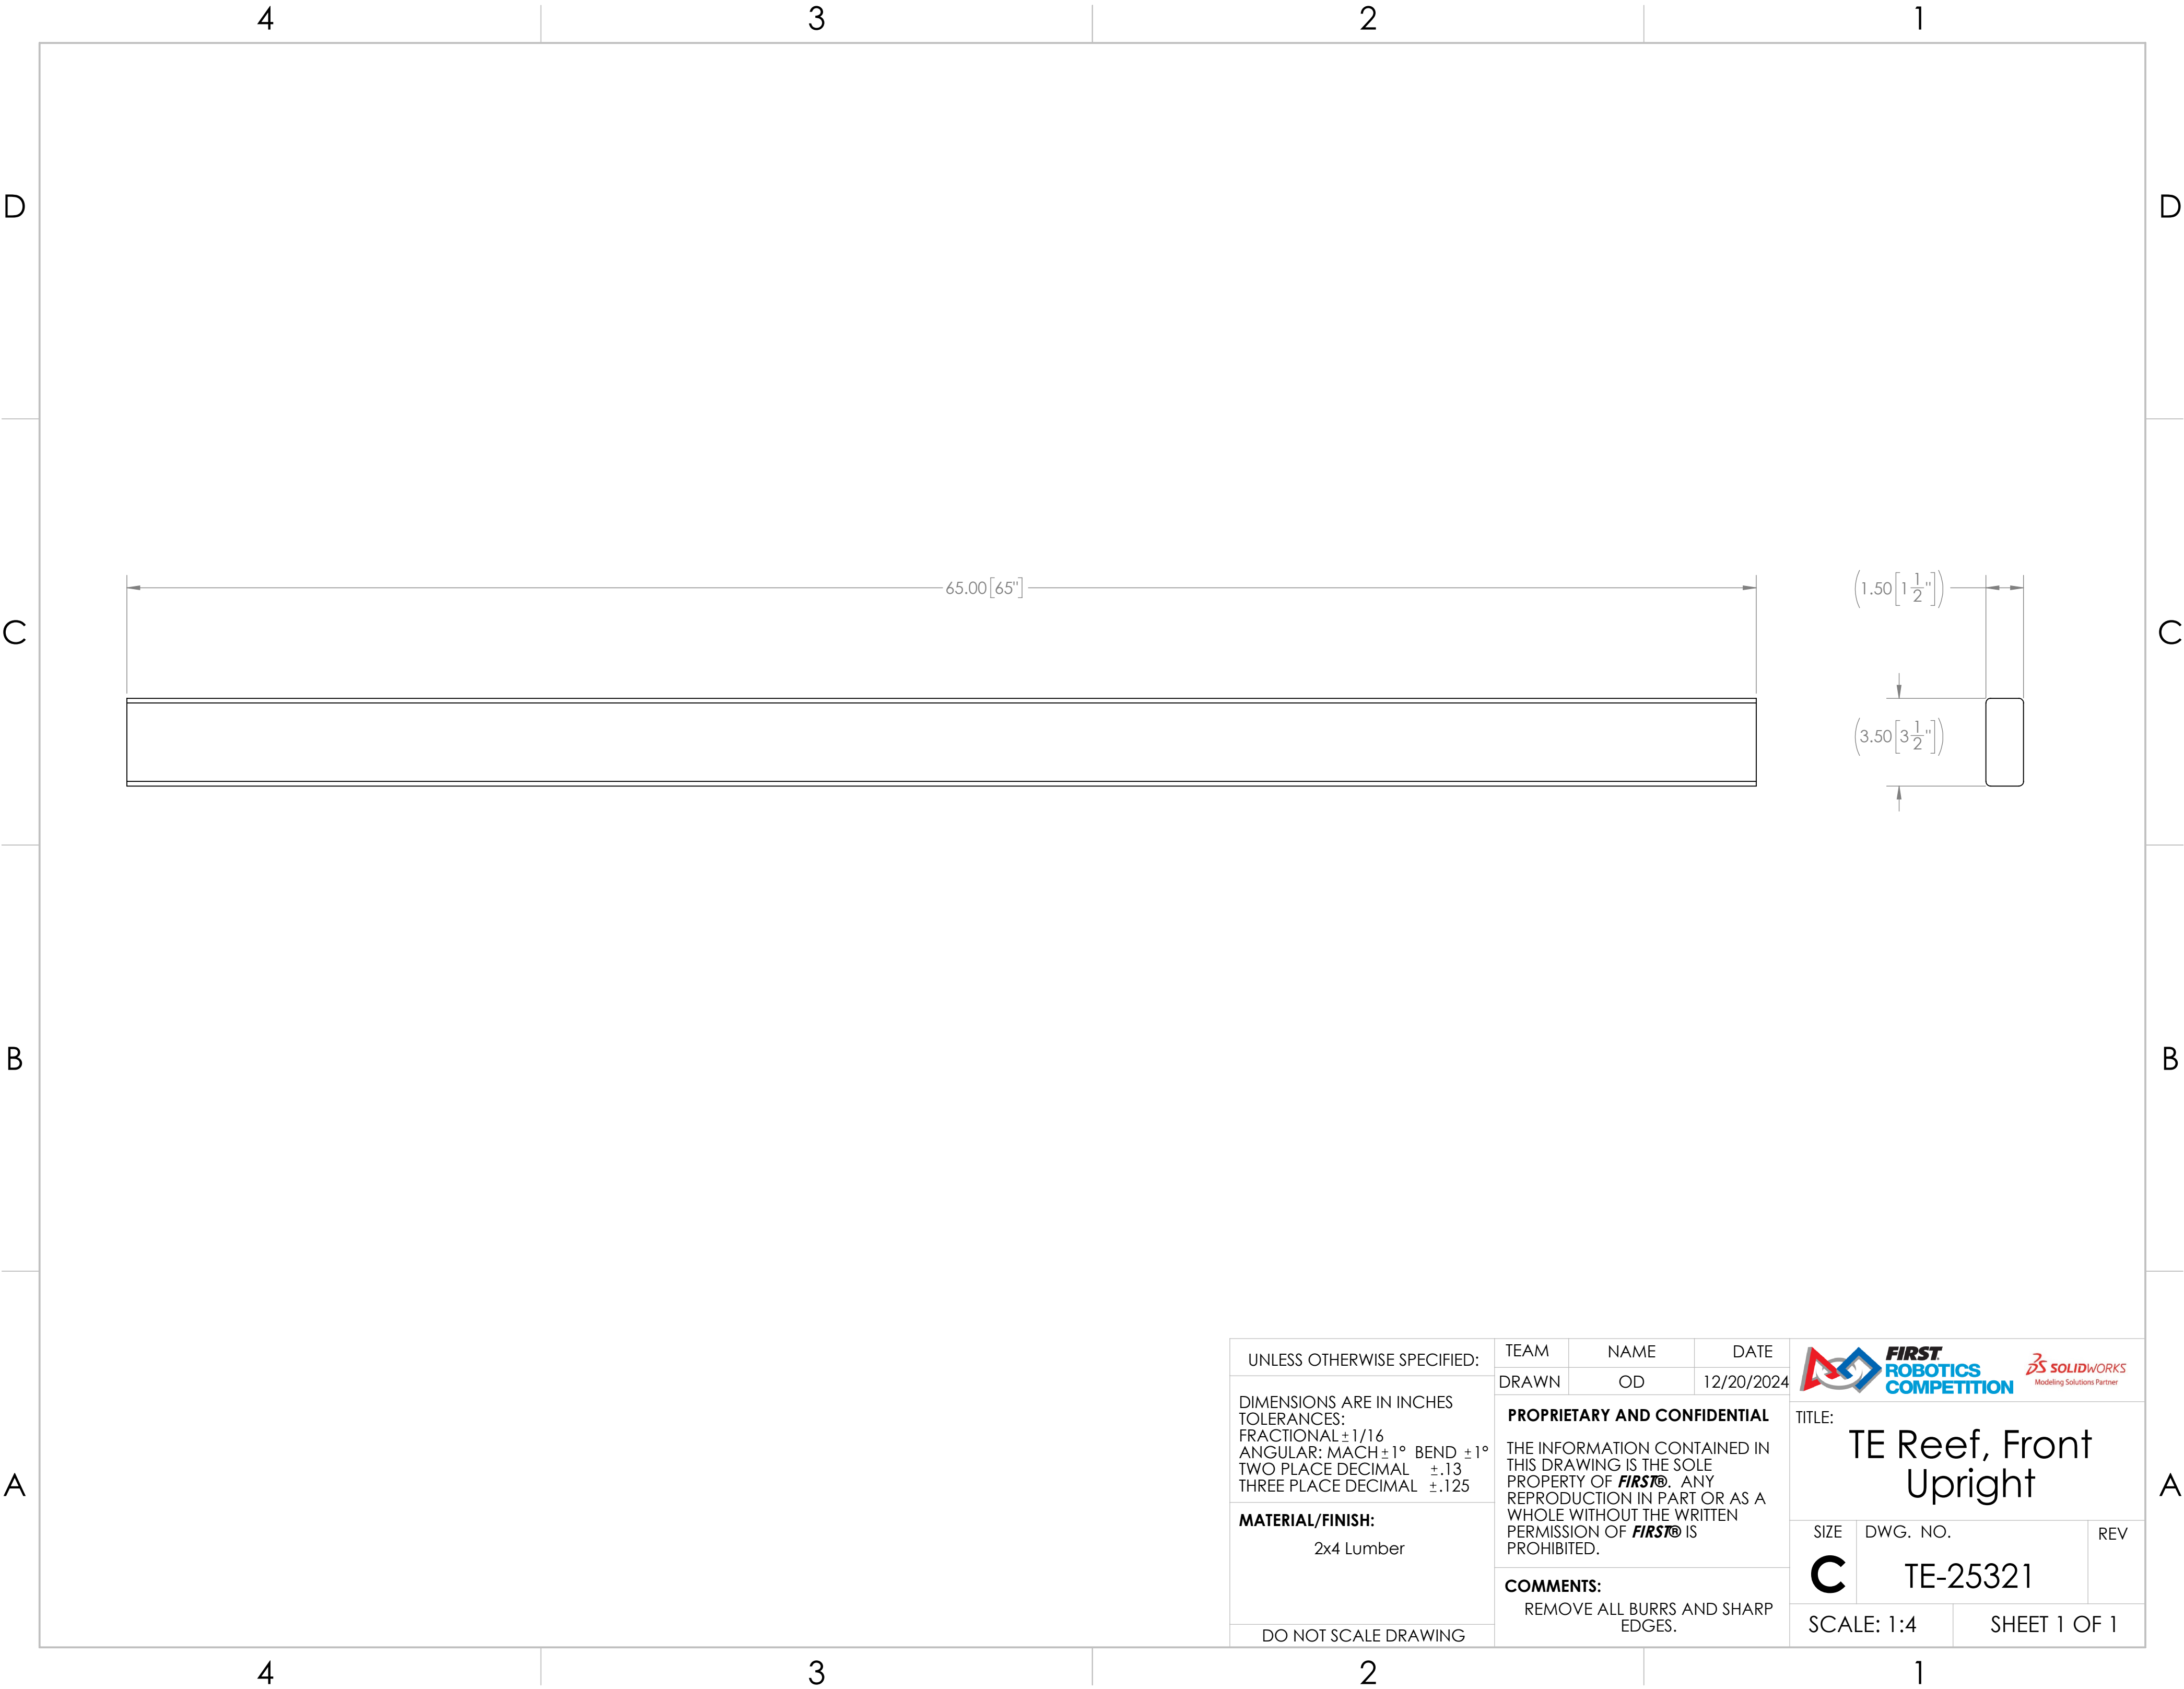 4 3 2 1
D D
65.00[65"] (1.50[1 1/2"])
C C
(3.50[3 1/2"])
B B
UNLESS OTHERWISE SPECIFIED:
DIMENSIONS ARE IN INCHES
TOLERANCES:
FRACTIONAL±1/16
ANGULAR: MACH±1° BEND ±1°
TWO PLACE DECIMAL ±.13
THREE PLACE DECIMAL ±.125
MATERIAL/FINISH:
2x4 Lumber
DO NOT SCALE DRAWING
TEAM NAME DATE
DRAWN OD 12/20/2024
PROPRIETARY AND CONFIDENTIAL
THE INFORMATION CONTAINED IN
THIS DRAWING IS THE SOLE
PROPERTY OF FIRST®. ANY
REPRODUCTION IN PART OR AS A
WHOLE WITHOUT THE WRITTEN
PERMISSION OF FIRST® IS
PROHIBITED.
COMMENTS:
REMOVE ALL BURRS AND SHARP
EDGES.
FIRST®
ROBOTICS
COMPETITION
3S SOLIDWORKS
Modeling Solutions Partner
TITLE:
TE Reef, Front
Upright
SIZE DWG. NO. REV
C TE-25321
SCALE: 1:4 SHEET 1 OF 1
A A
4 3 2 1